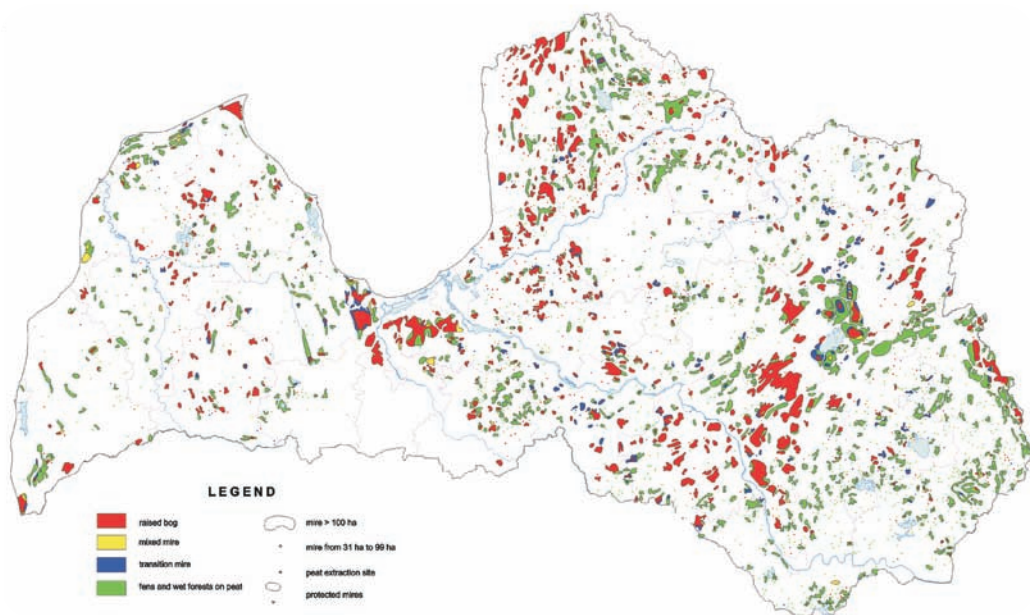 LEGEND
raised bog
mixed mire
transition mire
fens and wet forests on peat
mire > 100 ha
mire from 31 ha to 99 ha
peat extraction site
protected mires